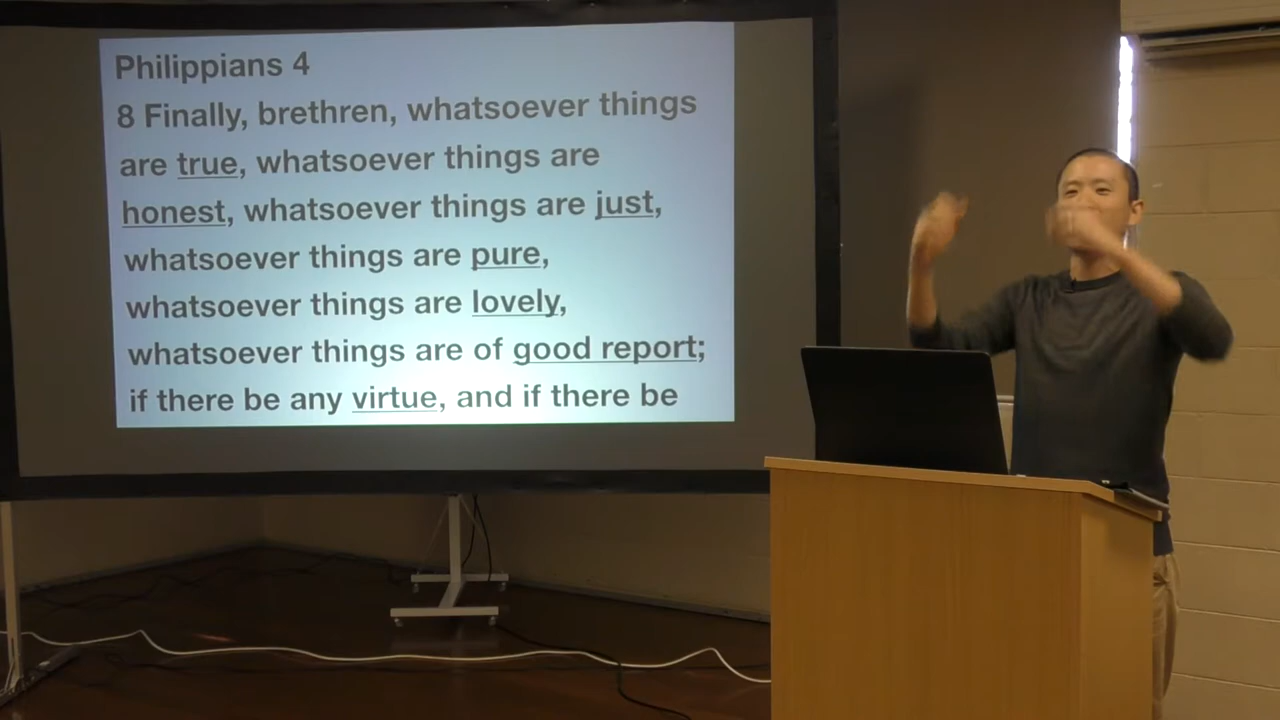 Philippians 4
8 Finally, brethren, whatsoever things
are true, whatsoever things are
honest, whatsoever things are just,
whatsoever things are pure,
whatsoever things are lovely,
whatsoever things are of good report;
if there be any virtue, and if there be